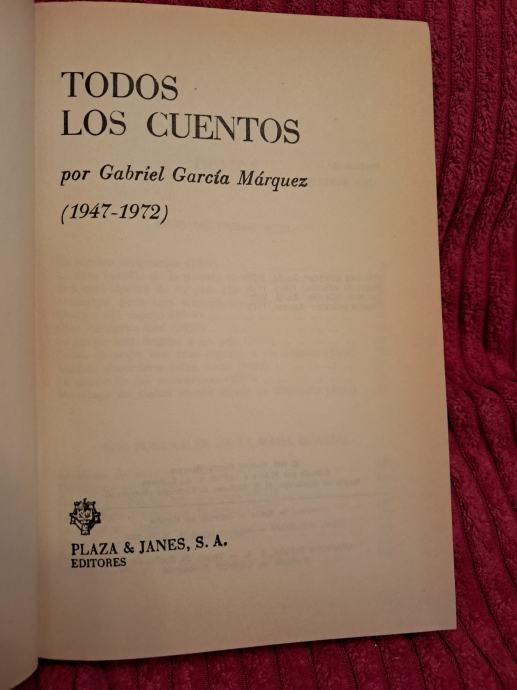 TODOS
LOS CUENTOS
por Gabriel García Márquez
(1947-1972)
PLAZA & JANES, S. A.
EDITORES